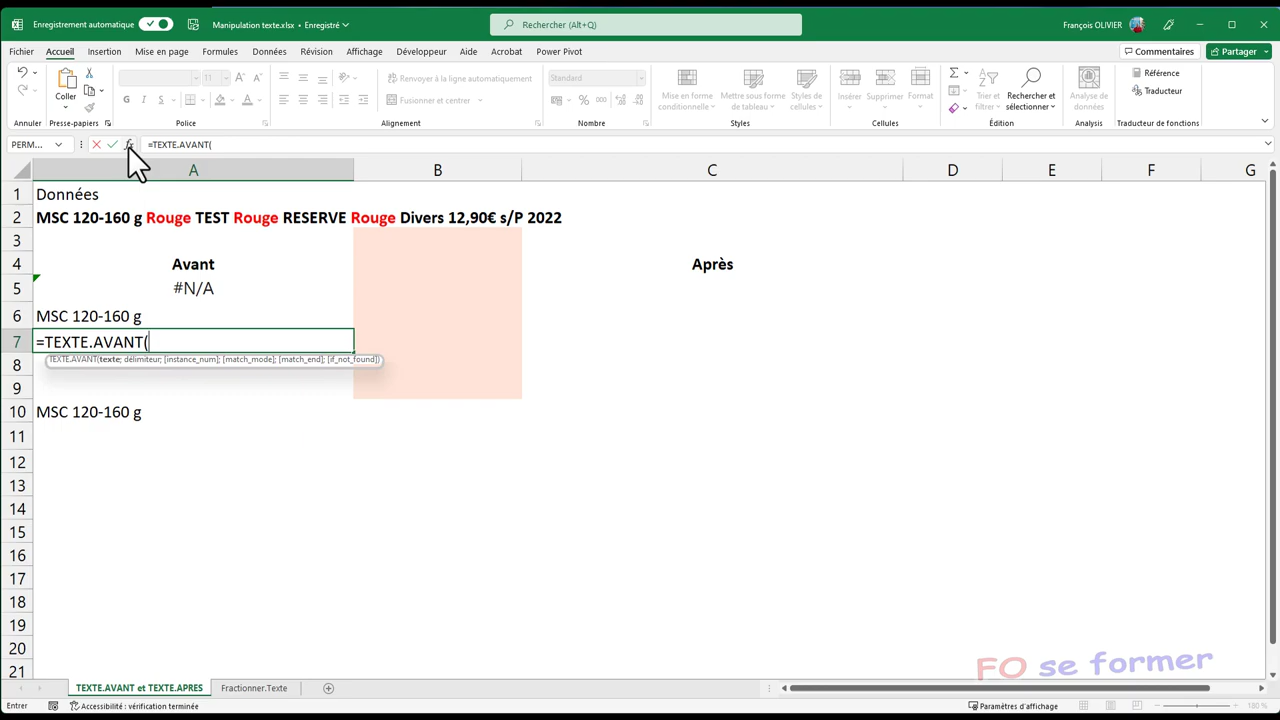 Enregistrement automatique
Manipulation texte.xlsx • Enregistré
Rechercher (Alt+Q)
François OLIVIER
Fichier Accueil Insertion Mise en page Formules Données Révision Affichage Développeur Aide Acrobat Power Pivot
Commentaires Partager
11
Renvoyer à la ligne automatiquement
Standard
Référence
Coller
G I S
Fusionner et centrer
% 000
Mise en forme conditionnelle
Mettre sous forme de tableau
Styles de cellules
Insérer Supprimer Format
Trier et filtrer
Rechercher et sélectionner
Analyse de données
Traducteur
Presse-papiers Police Alignement Nombre Styles Cellules Édition
PERM... fx =TEXTE.AVANT(
A B C D E F G
1 Données
2 MSC 120-160 g Rouge TEST Rouge RESERVE Rouge Divers 12,90€ s/P 2022
3
4 Avant Après
5 #N/A
6 MSC 120-160 g
7 =TEXTE.AVANT(
TEXTE.AVANT(texte; délimiteur; [instance_num]; [match_mode]; [match_end]; [if_not_found])
8
9
10 MSC 120-160 g
11
12
13
14
15
16
17
18
19
20
21
FO se former
TEXTE.AVANT et TEXTE.APRES Fractionner.Texte
Entrer Accessibilité : vérification terminée Paramètres d'affichage 180 %